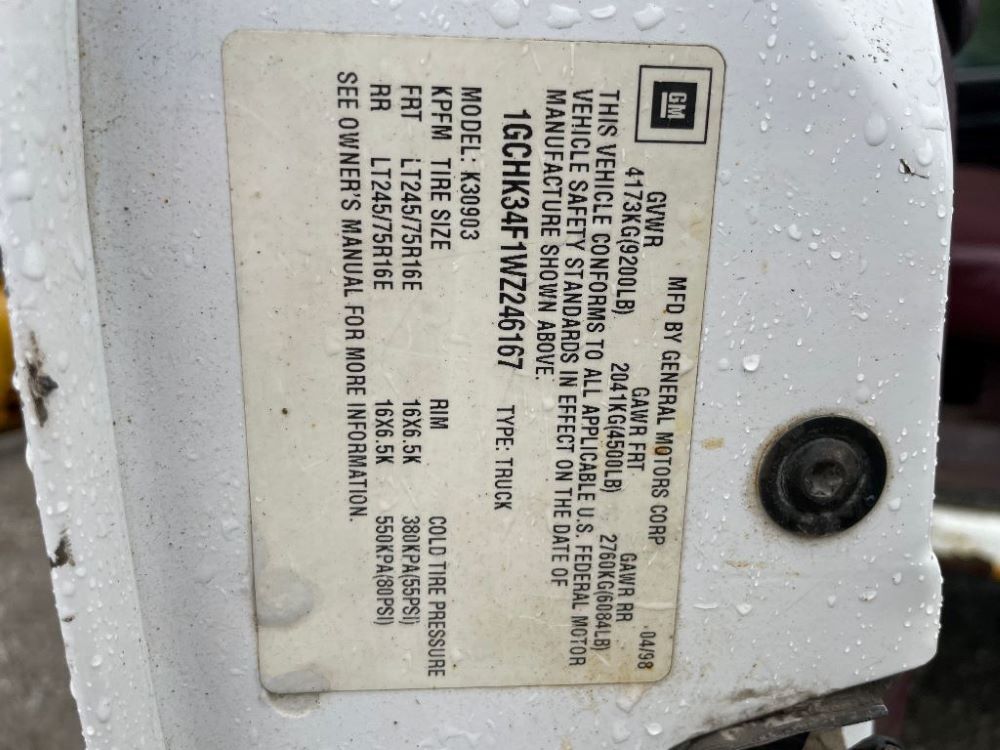 GM
MFD BY GENERAL MOTORS CORP 04/98
GVWR GAWR FRT GAWR RR
4173KG(9200LB) 2041KG(4500LB) 2760KG(6084LB)
THIS VEHICLE CONFORMS TO ALL APPLICABLE U.S. FEDERAL MOTOR
VEHICLE SAFETY STANDARDS IN EFFECT ON THE DATE OF
MANUFACTURE SHOWN ABOVE.
1GCHK34F1WZ246167 TYPE: TRUCK
MODEL: K30903
KPFM TIRE SIZE RIM COLD TIRE PRESSURE
FRT LT245/75R16E 16X6.5K 380KPA(55PSI)
RR LT245/75R16E 16X6.5K 550KPA(80PSI)
SEE OWNER'S MANUAL FOR MORE INFORMATION.